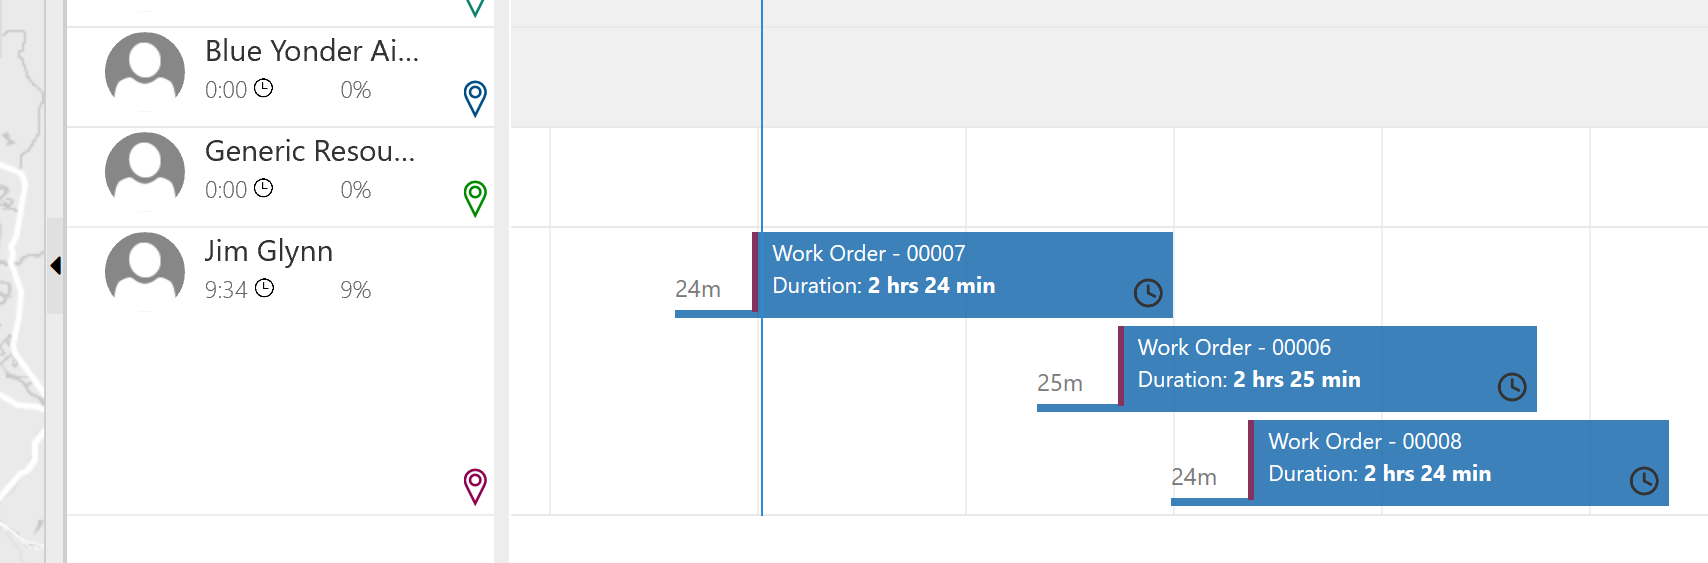 Blue Yonder Ai...
0:00 0%
Generic Resou...
0:00 0%
Jim Glynn
9:34 9%
24m
Work Order - 00007
Duration: 2 hrs 24 min
25m
Work Order - 00006
Duration: 2 hrs 25 min
24m
Work Order - 00008
Duration: 2 hrs 24 min